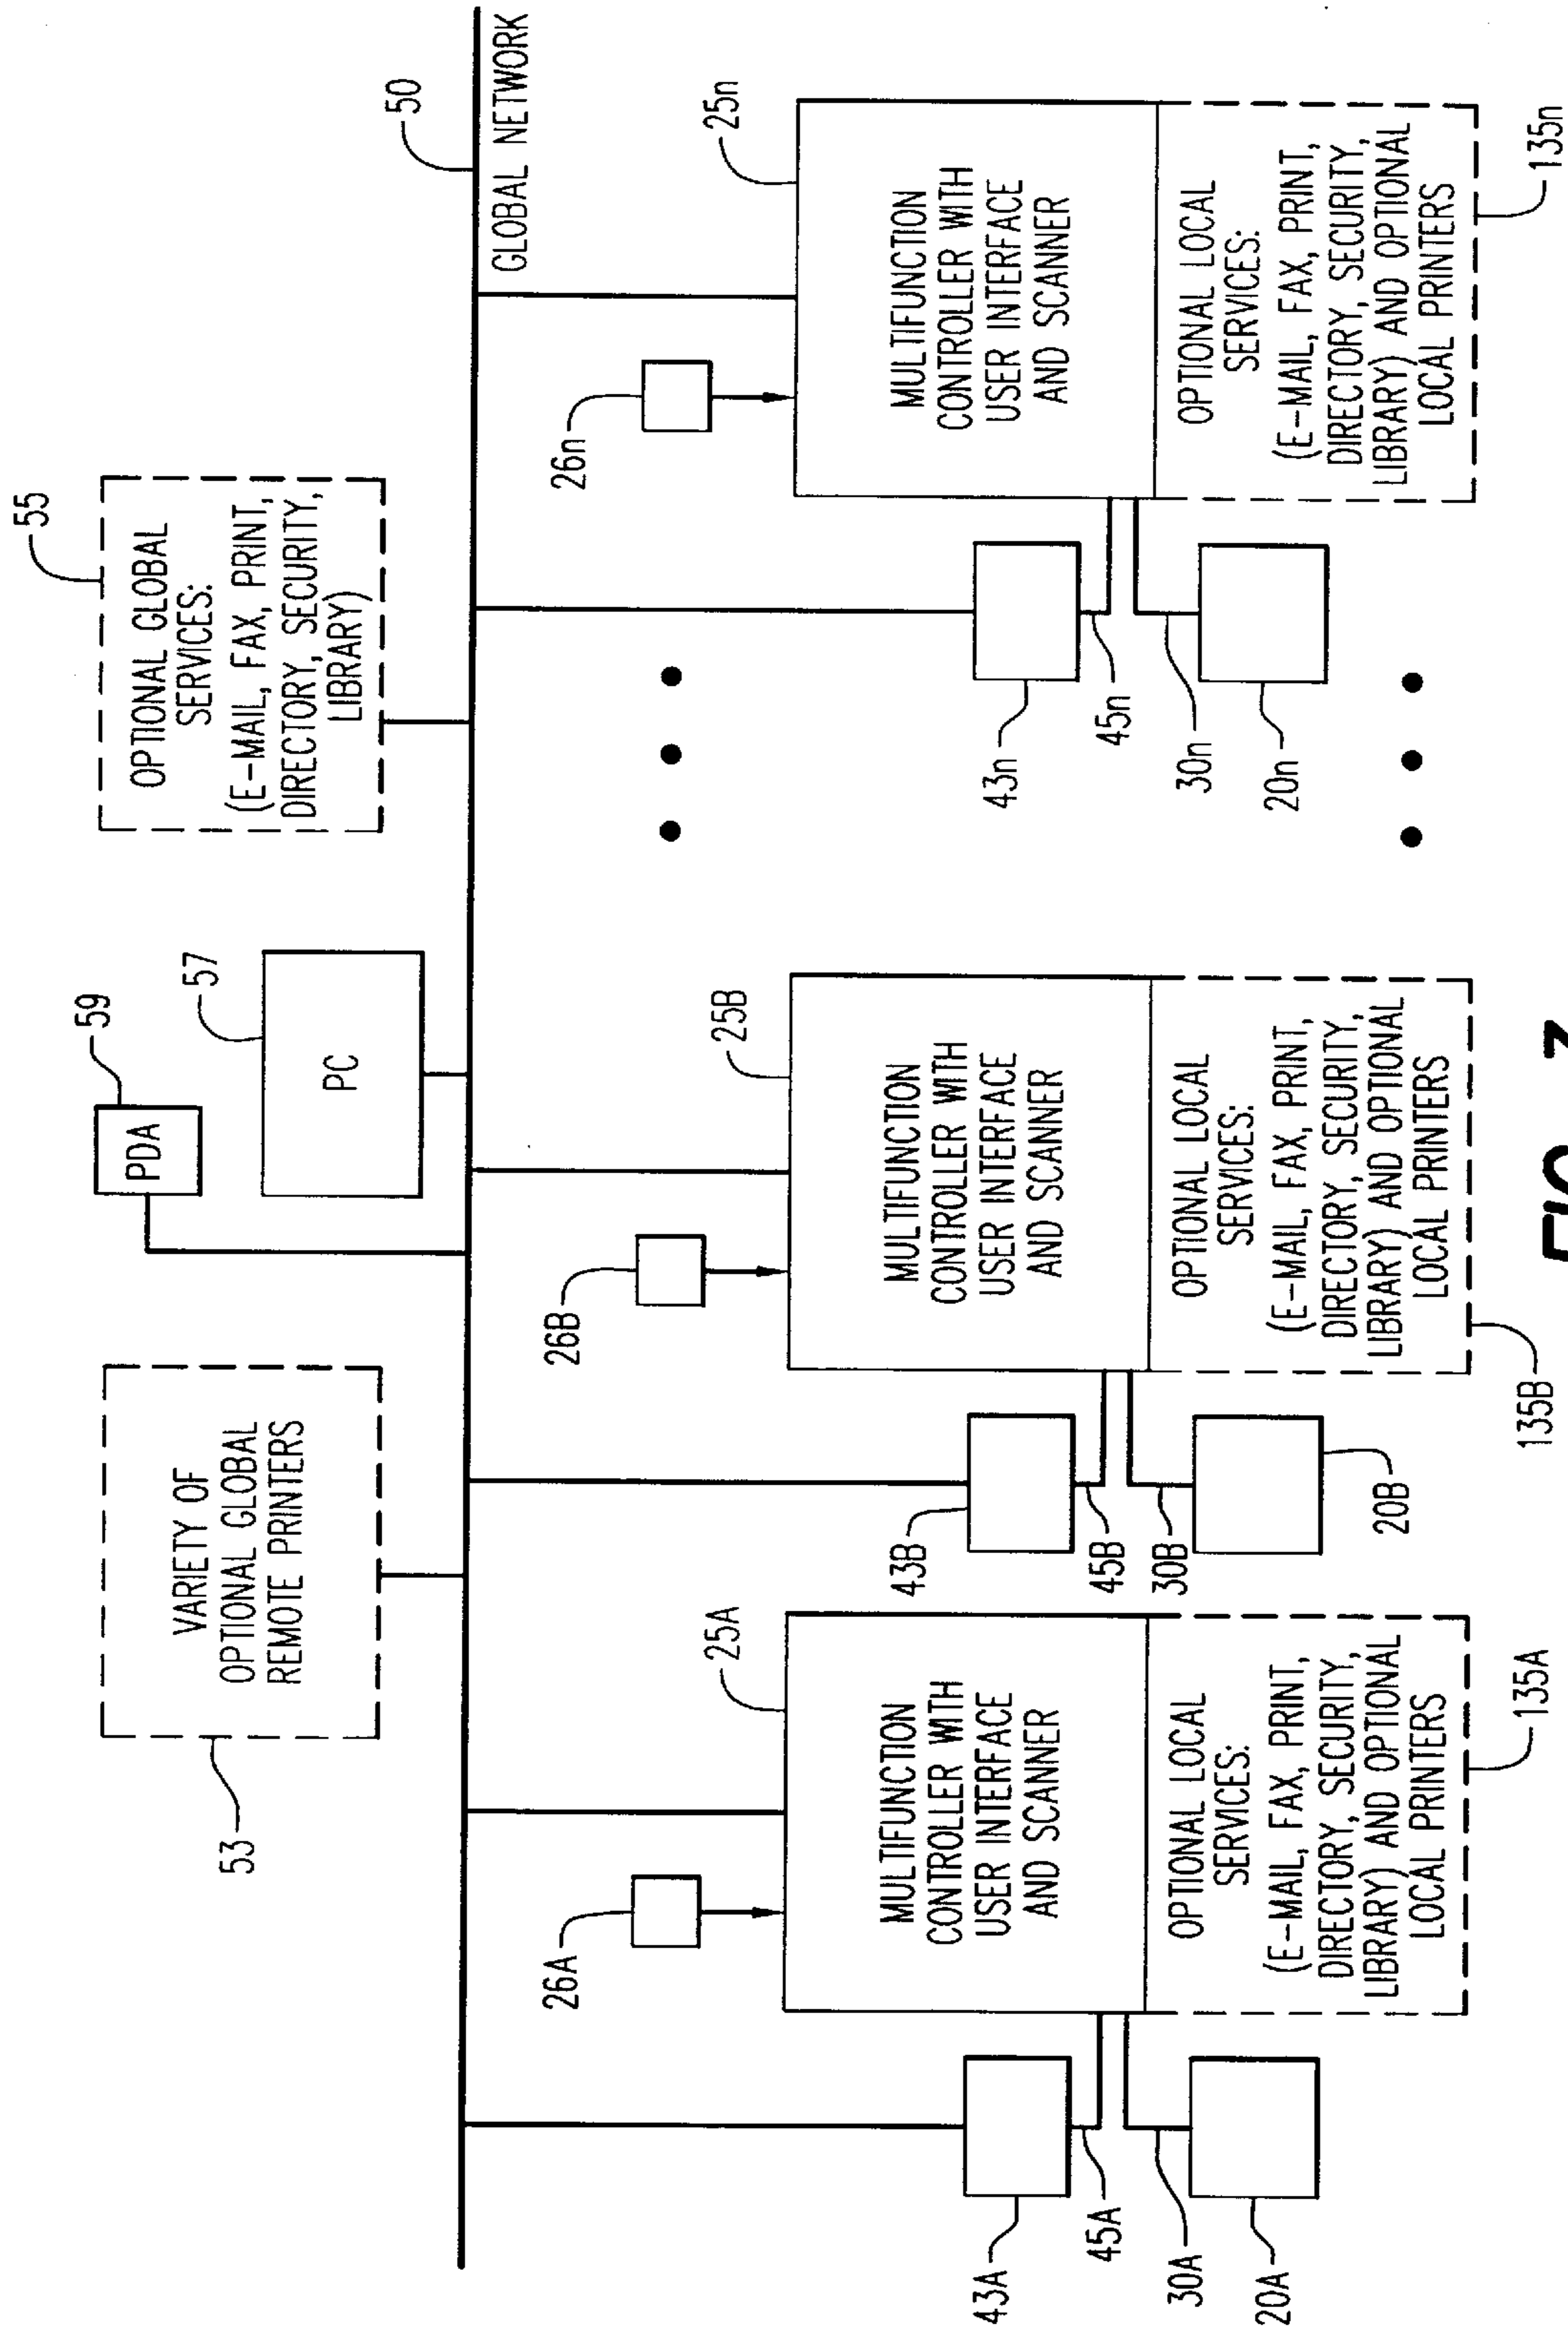 55
59
57
53
50
OPTIONAL GLOBAL
SERVICES:
(E-MAIL, FAX, PRINT,
DIRECTORY, SECURITY,
LIBRARY)
PDA
PC
VARIETY OF
OPTIONAL GLOBAL
REMOTE PRINTERS
GLOBAL NETWORK
26A
25A
MULTIFUNCTION
CONTROLLER WITH
USER INTERFACE
AND SCANNER
OPTIONAL LOCAL
SERVICES:
(E-MAIL, FAX, PRINT,
DIRECTORY, SECURITY,
LIBRARY) AND OPTIONAL
LOCAL PRINTERS
43A
45A
30A
20A
135A
26B
25B
MULTIFUNCTION
CONTROLLER WITH
USER INTERFACE
AND SCANNER
OPTIONAL LOCAL
SERVICES:
(E-MAIL, FAX, PRINT,
DIRECTORY, SECURITY,
LIBRARY) AND OPTIONAL
LOCAL PRINTERS
43B
45B
30B
20B
135B
26n
25n
MULTIFUNCTION
CONTROLLER WITH
USER INTERFACE
AND SCANNER
OPTIONAL LOCAL
SERVICES:
(E-MAIL, FAX, PRINT,
DIRECTORY, SECURITY,
LIBRARY) AND OPTIONAL
LOCAL PRINTERS
43n
45n
30n
20n
135n